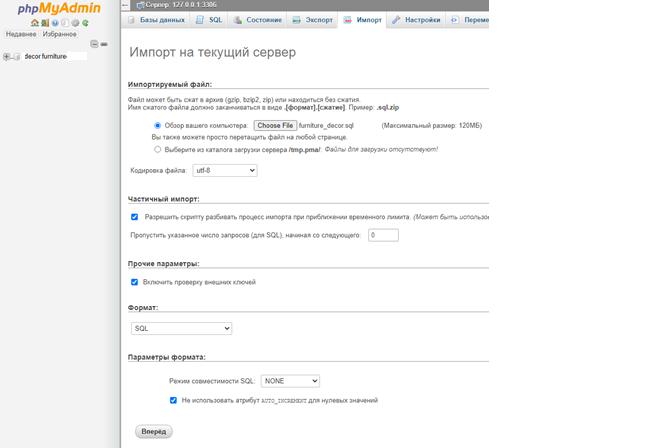 phpMyAdmin
Недавнее Избранное
decor furniture
Сервер: 127.0.0.1:3306
Базы данных SQL Состояние Экспорт Импорт Настройки Переме
Импорт на текущий сервер
Импортируемый файл:
Файл может быть сжат в архив (gzip, bzip2, zip) или находиться без сжатия.
Имя сжатого файла должно заканчиваться в виде .[формат].[сжатие]. Пример: .sql.zip
Обзор вашего компьютера: Choose File furniture_decor.sql (Максимальный размер: 120МБ)
Вы также можете просто перетащить файл на любой странице.
Выберите из каталога загрузки сервера /tmp.pma/: Файлы для загрузки отсутствуют!
Кодировка файла: utf-8
Частичный импорт:
Разрешить скрипту разбивать процесс импорта при приближении временного лимита. (Может быть использов
Пропустить указанное число запросов (для SQL), начиная со следующего: 0
Прочие параметры:
Включить проверку внешних ключей
Формат:
SQL
Параметры формата:
Режим совместимости SQL: NONE
Не использовать атрибут AUTO_INCREMENT для нулевых значений
Вперёд